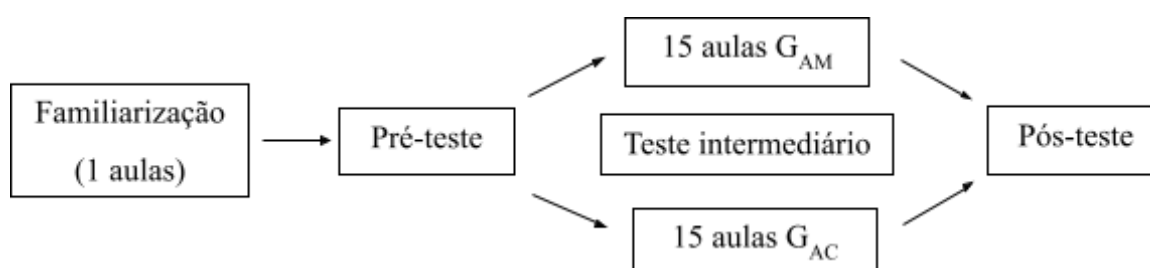 Familiarização
(1 aulas)
Pré-teste
15 aulas G_AM
Teste intermediário
15 aulas G_AC
Pós-teste